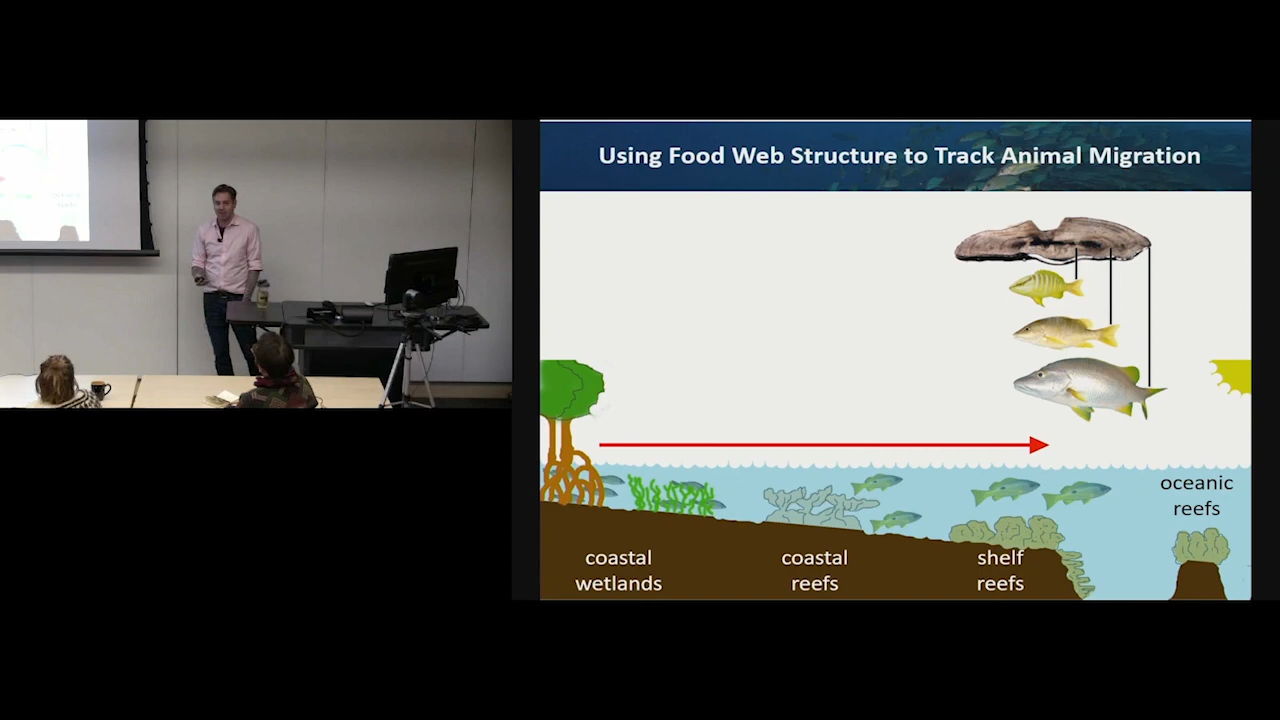 Using Food Web Structure to Track Animal Migration
oceanic
reefs
coastal
wetlands
coastal
reefs
shelf
reefs